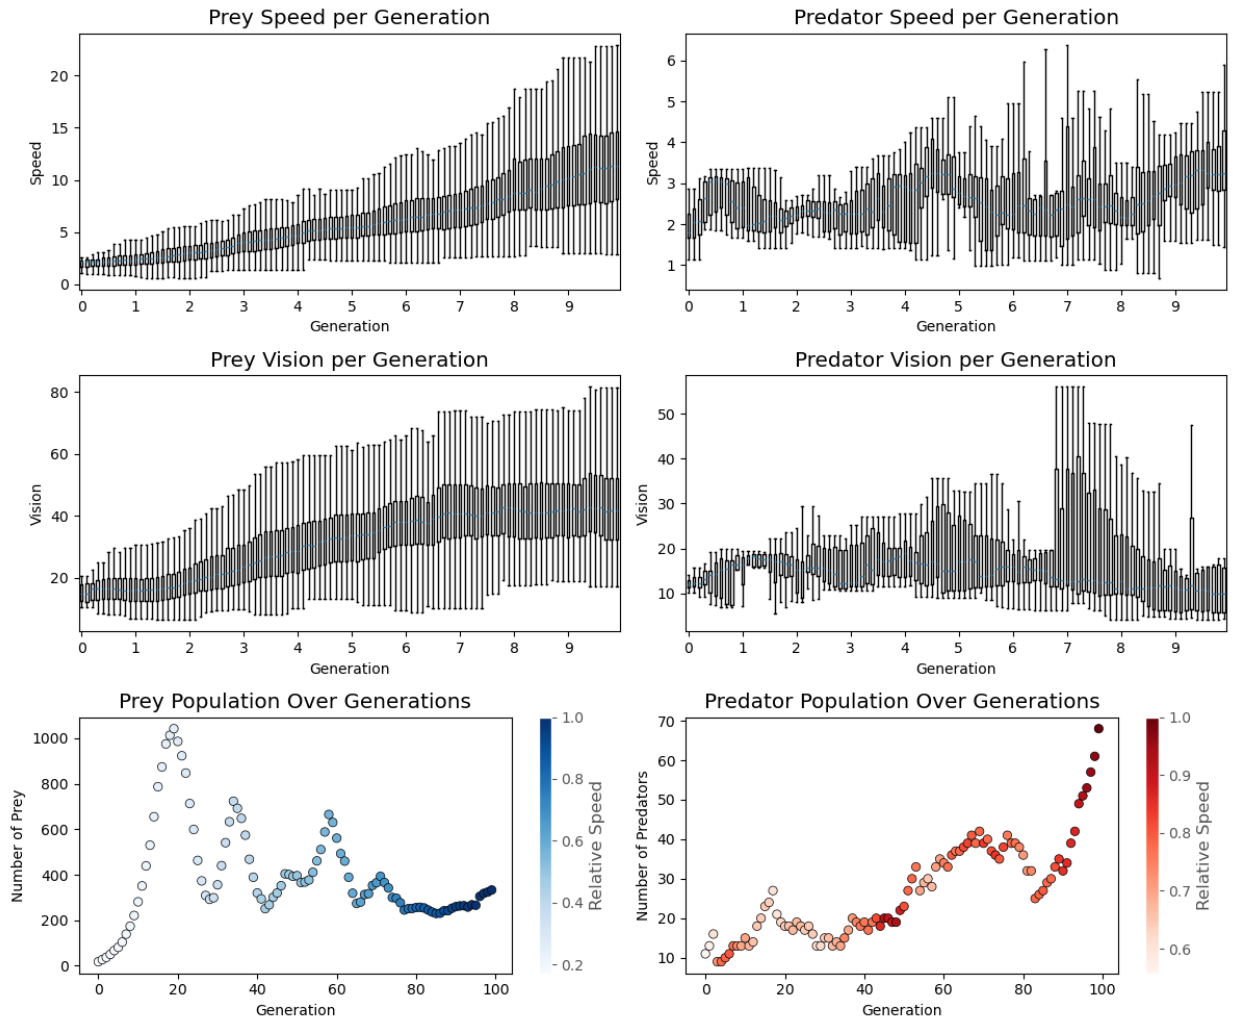 Prey Speed per Generation
Speed
20
15
10
5
0
0 1 2 3 4 5 6 7 8 9
Generation
Predator Speed per Generation
Speed
6
5
4
3
2
1
0 1 2 3 4 5 6 7 8 9
Generation
Prey Vision per Generation
Vision
80
60
40
20
0 1 2 3 4 5 6 7 8 9
Generation
Predator Vision per Generation
Vision
50
40
30
20
10
0 1 2 3 4 5 6 7 8 9
Generation
Prey Population Over Generations
Number of Prey
1000
800
600
400
200
0
0 20 40 60 80 100
Generation
1.0
0.8
0.6
0.4
0.2
Relative Speed
Predator Population Over Generations
Number of Predators
70
60
50
40
30
20
10
0 20 40 60 80 100
Generation
1.0
0.9
0.8
0.7
0.6
Relative Speed